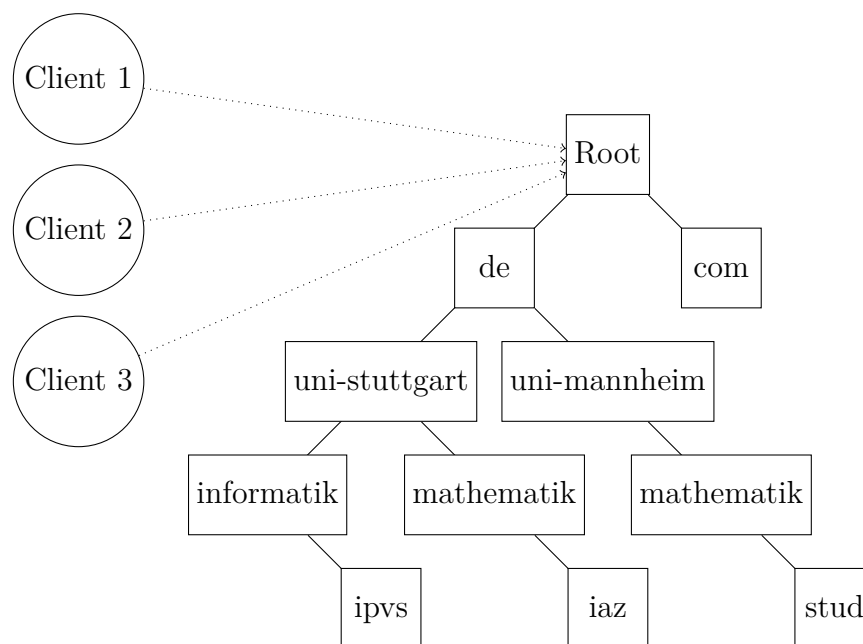 Client 1
Root
Client 2
de
com
Client 3
uni-stuttgart
uni-mannheim
informatik
mathematik
mathematik
ipvs
iaz
stud